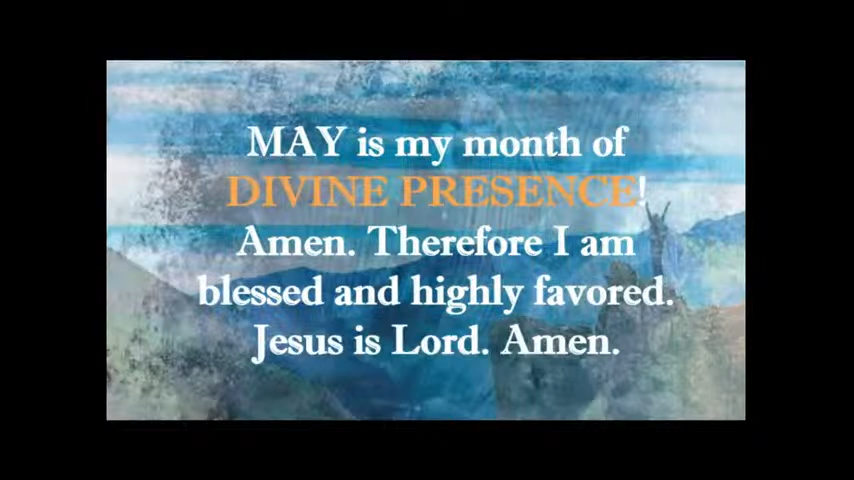 MAY is my month of
DIVINE PRESENCE!
Amen. Therefore I am
blessed and highly favored.
Jesus is Lord. Amen.